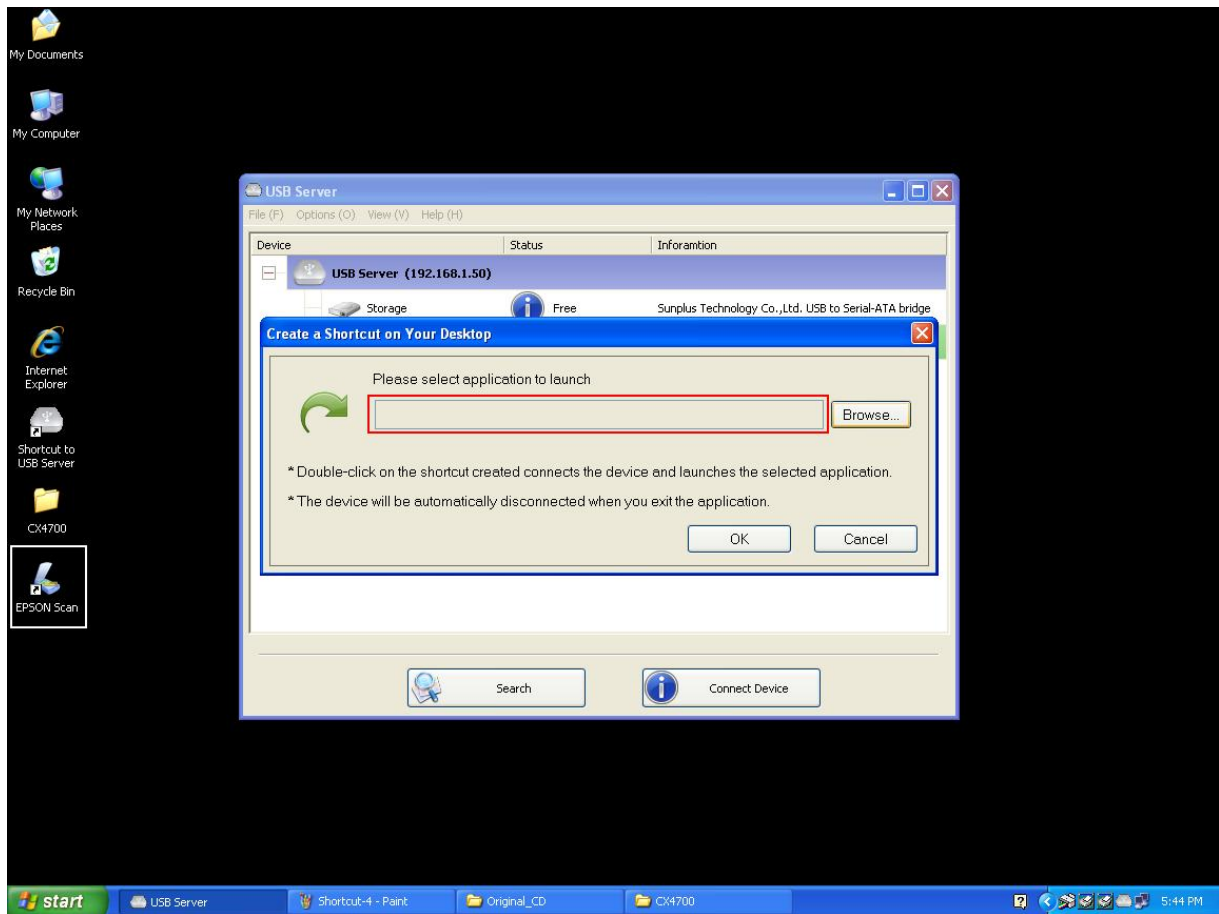 My Documents
My Computer
My Network
Places
Recycle Bin
Internet
Explorer
Shortcut to
USB Server
CX4700
EPSON Scan
USB Server
File (F) Options (O) View (V) Help (H)
Device Status Inforamtion
USB Server (192.168.1.50)
Storage Free Sunplus Technology Co.,Ltd. USB to Serial-ATA bridge
Create a Shortcut on Your Desktop
Please select application to launch
Browse...
* Double-click on the shortcut created connects the device and launches the selected application.
* The device will be automatically disconnected when you exit the application.
OK Cancel
Search Connect Device
start USB Server Shortcut-4 - Paint Original_CD CX4700 5:44 PM